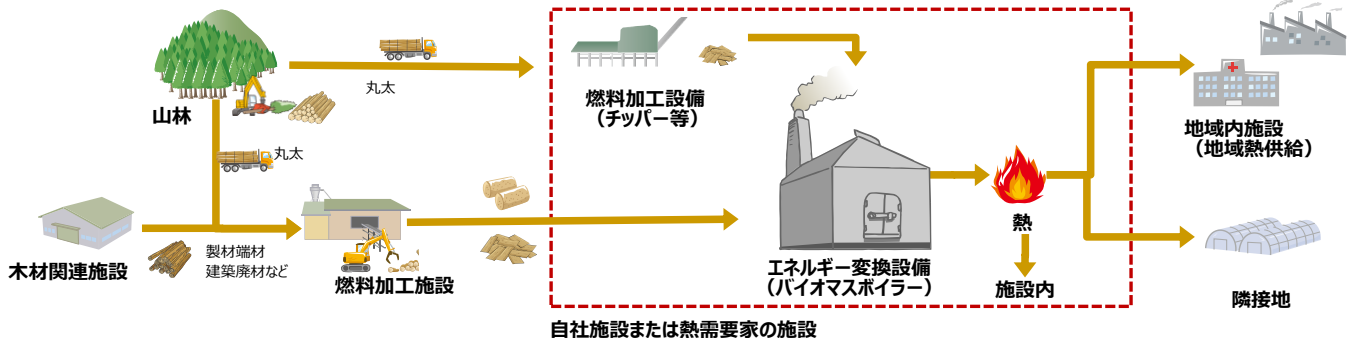 丸太
山林
燃料加工設備
（チッパー等）
地域内施設
（地域熱供給）
丸太
熱
製材端材
建築廃材など
木材関連施設
燃料加工施設
エネルギー変換設備
（バイオマスボイラー）
施設内
隣接地
自社施設または熱需要家の施設